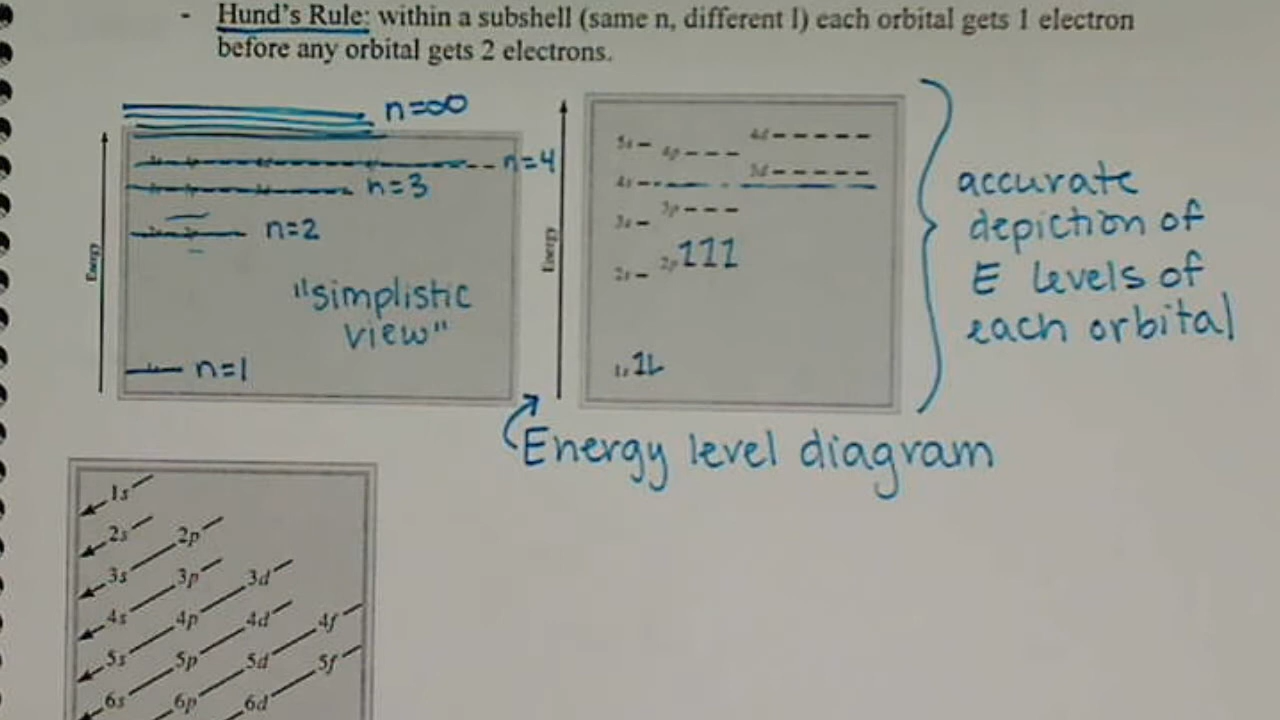 - Hund's Rule: within a subshell (same n, different l) each orbital gets 1 electron
before any orbital gets 2 electrons.
n=∞
n=4
n=3
n=2
"simplistic
view"
n=1
Energy
Energy
5s
4p
4d
4s
3d
3s
3p
2s
2p 111
1s 1L
accurate
depiction of
E levels of
each orbital
Energy level diagram
1s
2s 2p
3s 3p 3d
4s 4p 4d 4f
5s 5p 5d 5f
6s 6p 6d